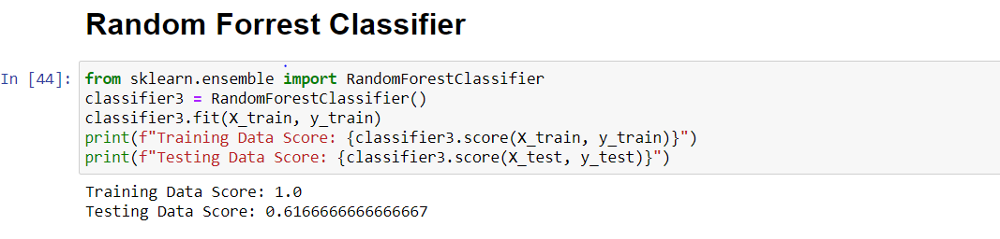 Random Forrest Classifier
In [44]: from sklearn.ensemble import RandomForestClassifier
classifier3 = RandomForestClassifier()
classifier3.fit(X_train, y_train)
print(f"Training Data Score: {classifier3.score(X_train, y_train)}")
print(f"Testing Data Score: {classifier3.score(X_test, y_test)}")
Training Data Score: 1.0
Testing Data Score: 0.6166666666666667